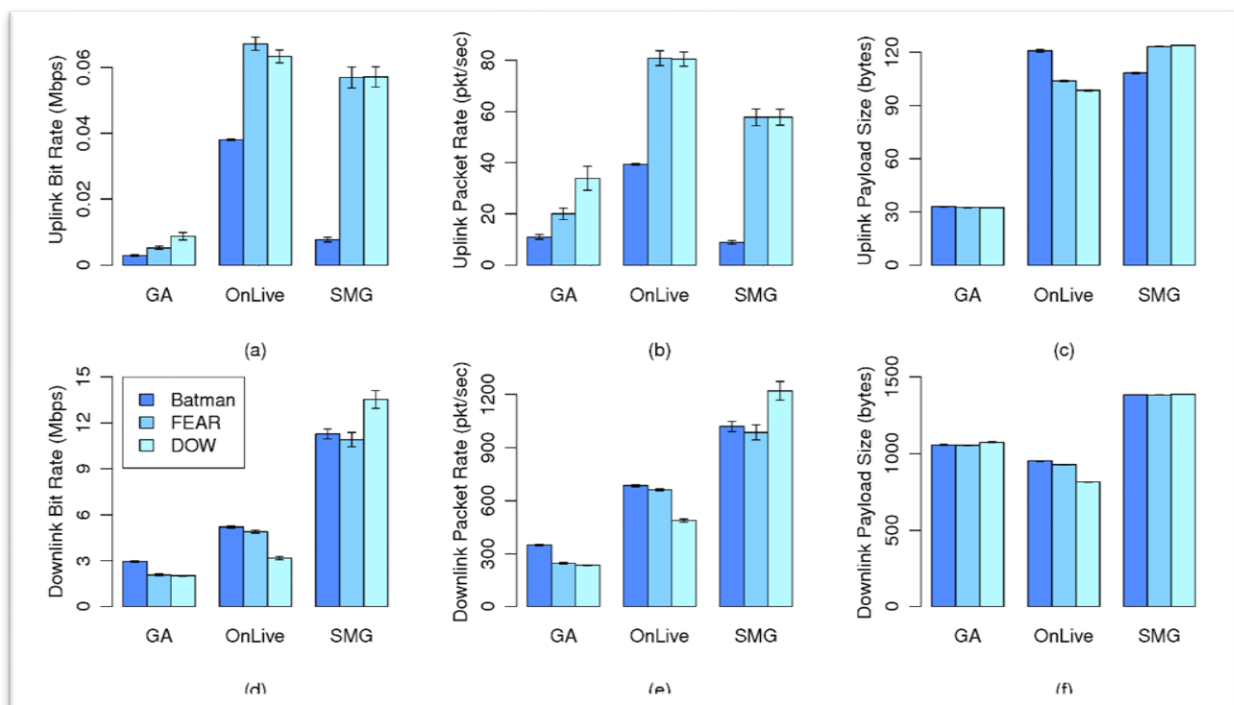 Uplink Bit Rate (Mbps)
0 0.02 0.04 0.06
GA OnLive SMG
(a)
Uplink Packet Rate (pkt/sec)
0 20 40 60 80
GA OnLive SMG
(b)
Uplink Payload Size (bytes)
0 30 60 90 120
GA OnLive SMG
(c)
Downlink Bit Rate (Mbps)
0 3 6 9 12 15
Batman
FEAR
DOW
GA OnLive SMG
(d)
Downlink Packet Rate (pkt/sec)
0 300 600 900 1200
GA OnLive SMG
(e)
Downlink Payload Size (bytes)
0 500 1000 1500
GA OnLive SMG
(f)